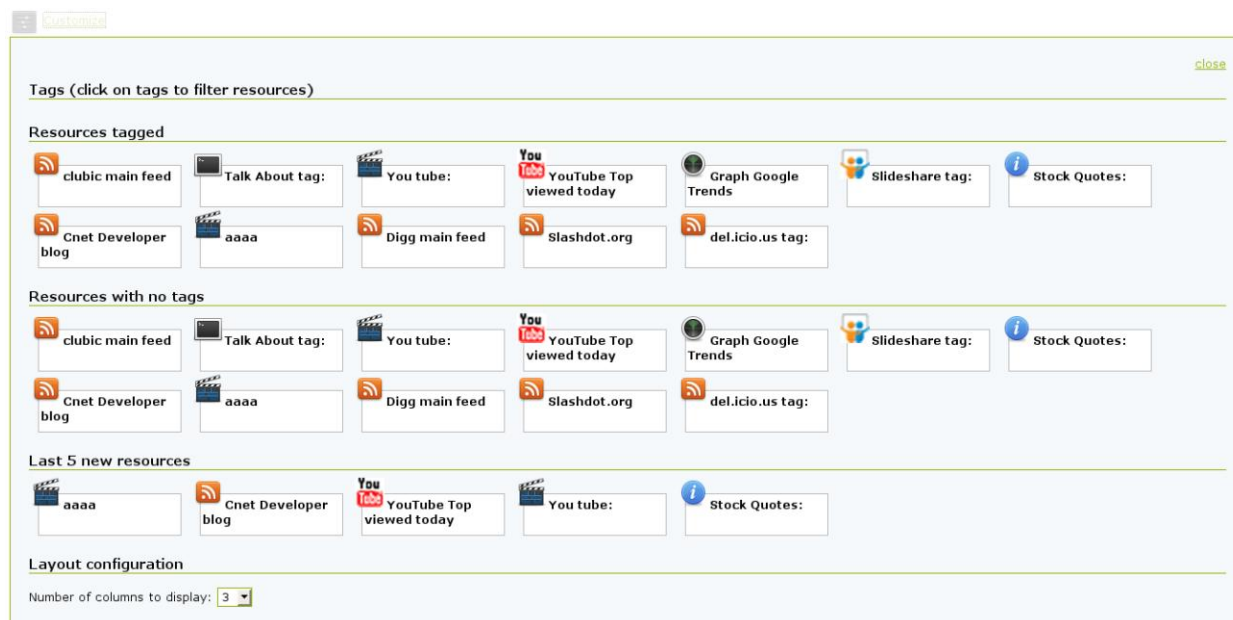 Customize
close
Tags (click on tags to filter resources)
Resources tagged
clubic main feed
Talk About tag:
You tube:
You
Tube
YouTube Top
viewed today
Graph Google
Trends
Slideshare tag:
Stock Quotes:
Cnet Developer
blog
aaaa
Digg main feed
Slashdot.org
del.icio.us tag:
Resources with no tags
clubic main feed
Talk About tag:
You tube:
You
Tube
YouTube Top
viewed today
Graph Google
Trends
Slideshare tag:
Stock Quotes:
Cnet Developer
blog
aaaa
Digg main feed
Slashdot.org
del.icio.us tag:
Last 5 new resources
aaaa
Cnet Developer
blog
You
Tube
YouTube Top
viewed today
You tube:
Stock Quotes:
Layout configuration
Number of columns to display: 3